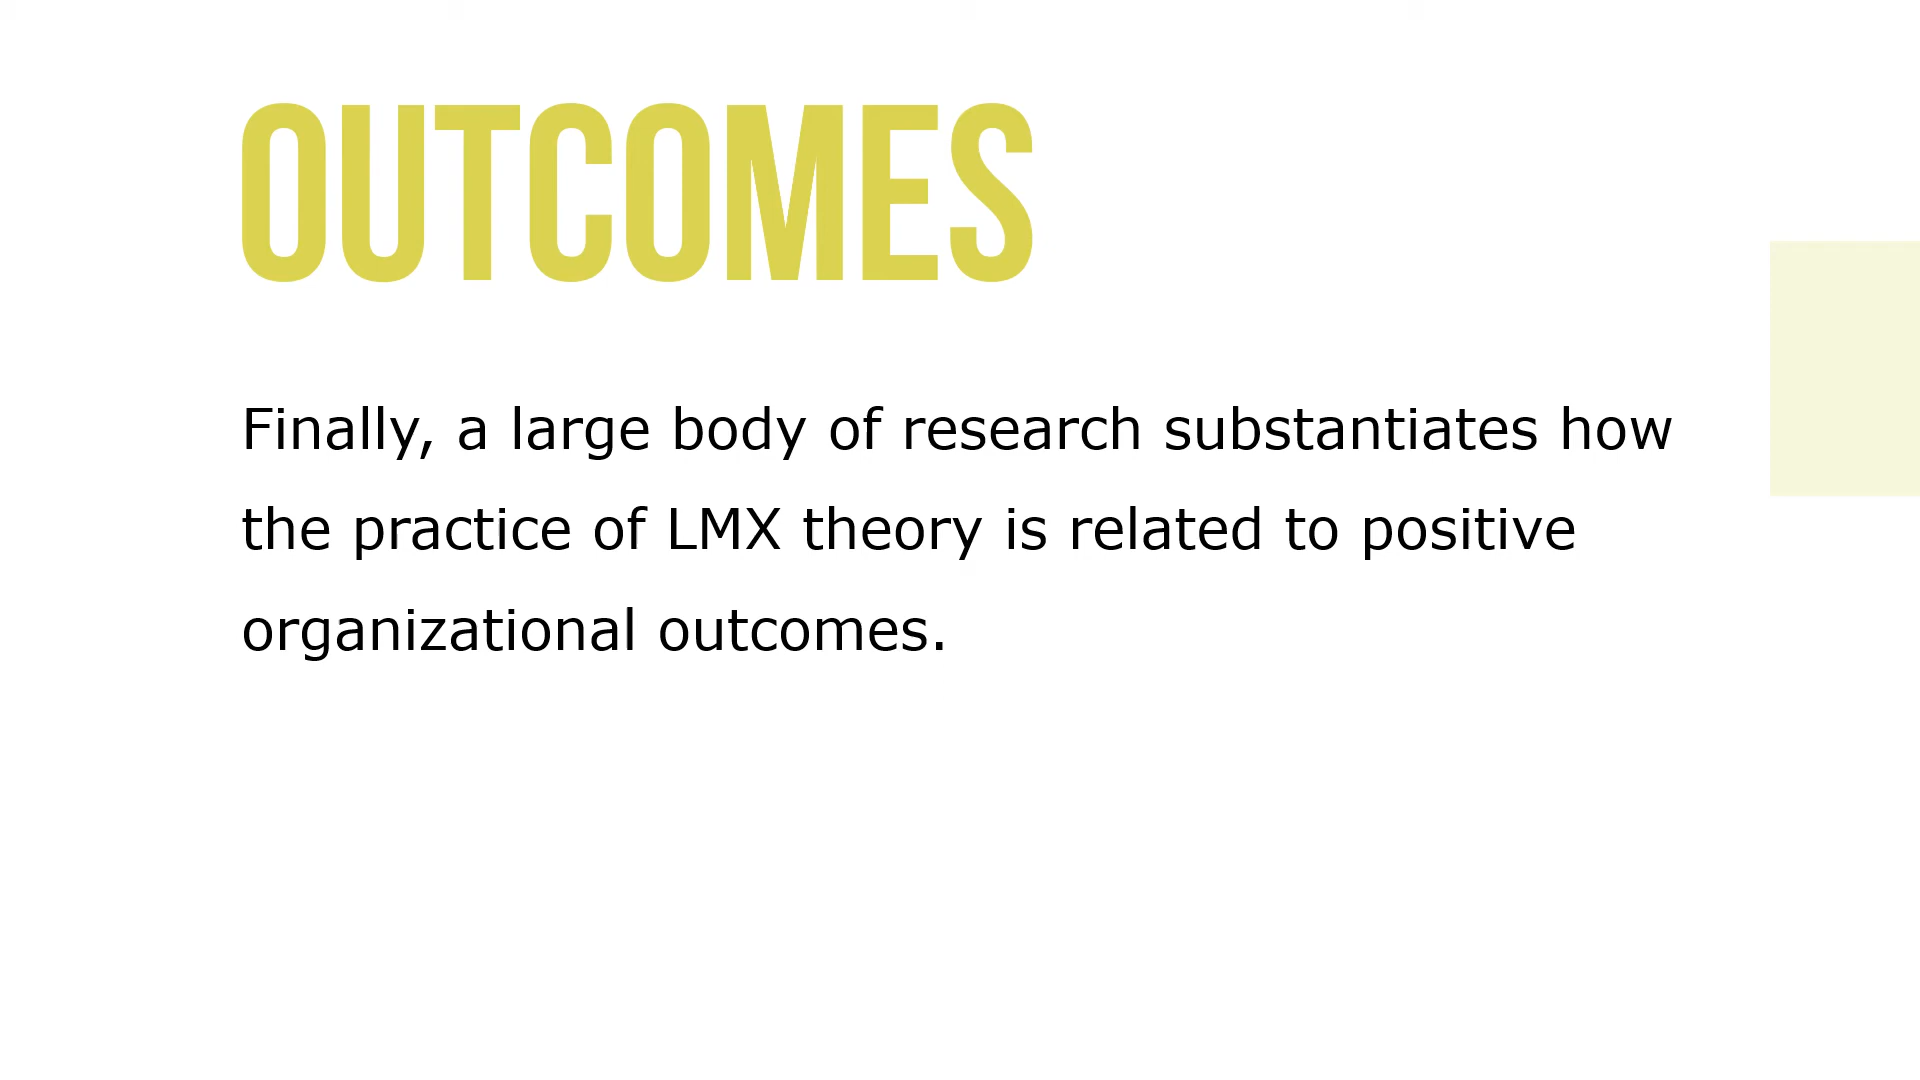 OUTCOMES
Finally, a large body of research substantiates how
the practice of LMX theory is related to positive
organizational outcomes.